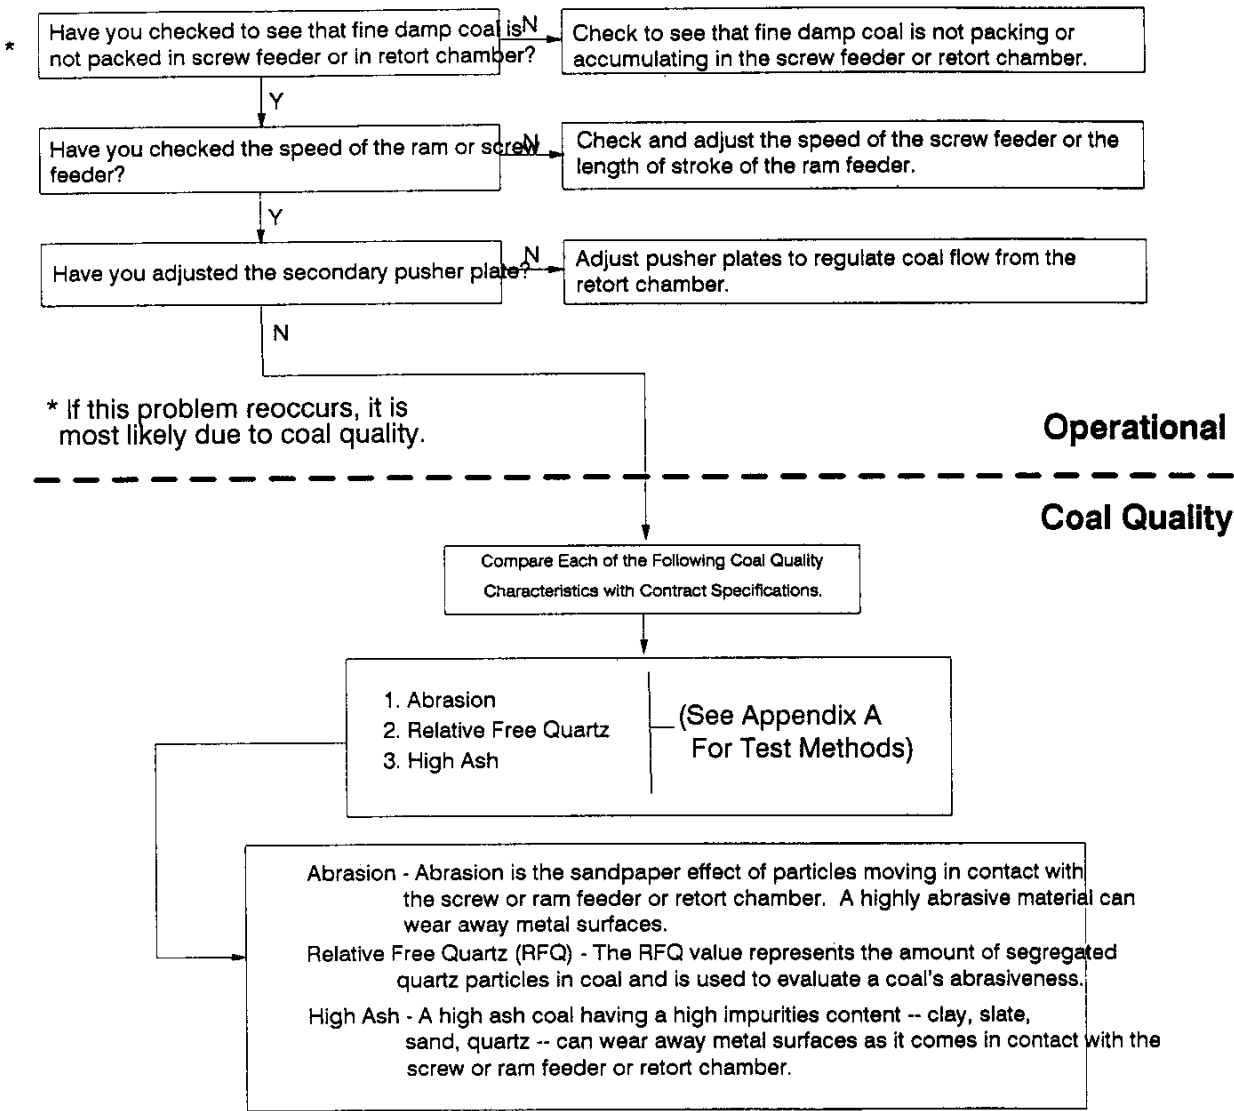 *
Have you checked to see that fine damp coal is
not packed in screw feeder or in retort chamber?
N
Check to see that fine damp coal is not packing or
accumulating in the screw feeder or retort chamber.
Y
Have you checked the speed of the ram or screw
feeder?
N
Check and adjust the speed of the screw feeder or the
length of stroke of the ram feeder.
Y
Have you adjusted the secondary pusher plate?
N
Adjust pusher plates to regulate coal flow from the
retort chamber.
N
* If this problem reoccurs, it is
most likely due to coal quality.
Operational
Coal Quality
Compare Each of the Following Coal Quality
Characteristics with Contract Specifications.
1. Abrasion
2. Relative Free Quartz
3. High Ash
(See Appendix A
For Test Methods)
Abrasion - Abrasion is the sandpaper effect of particles moving in contact with
the screw or ram feeder or retort chamber. A highly abrasive material can
wear away metal surfaces.
Relative Free Quartz (RFQ) - The RFQ value represents the amount of segregated
quartz particles in coal and is used to evaluate a coal's abrasiveness.
High Ash - A high ash coal having a high impurities content -- clay, slate,
sand, quartz -- can wear away metal surfaces as it comes in contact with the
screw or ram feeder or retort chamber.